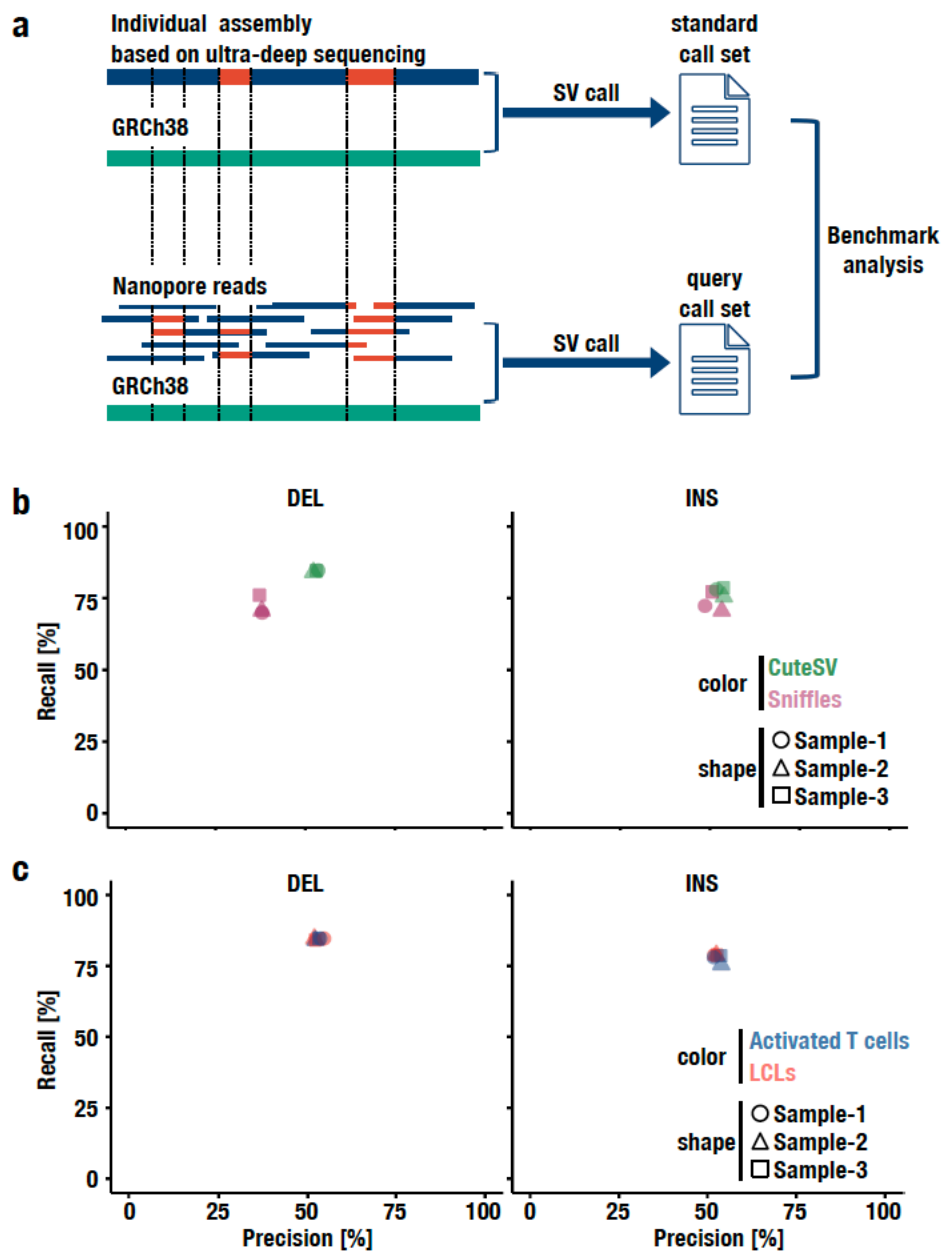 a
Individual assembly
based on ultra-deep sequencing
GRCh38
SV call
standard
call set
Nanopore reads
GRCh38
SV call
query
call set
Benchmark
analysis
b
DEL
INS
Recall [%]
100
75
50
25
0
color
CuteSV
Sniffles
shape
Sample-1
Sample-2
Sample-3
c
DEL
INS
Recall [%]
100
75
50
25
0
color
Activated T cells
LCLs
shape
Sample-1
Sample-2
Sample-3
0 25 50 75 100
0 25 50 75 100
Precision [%]
Precision [%]